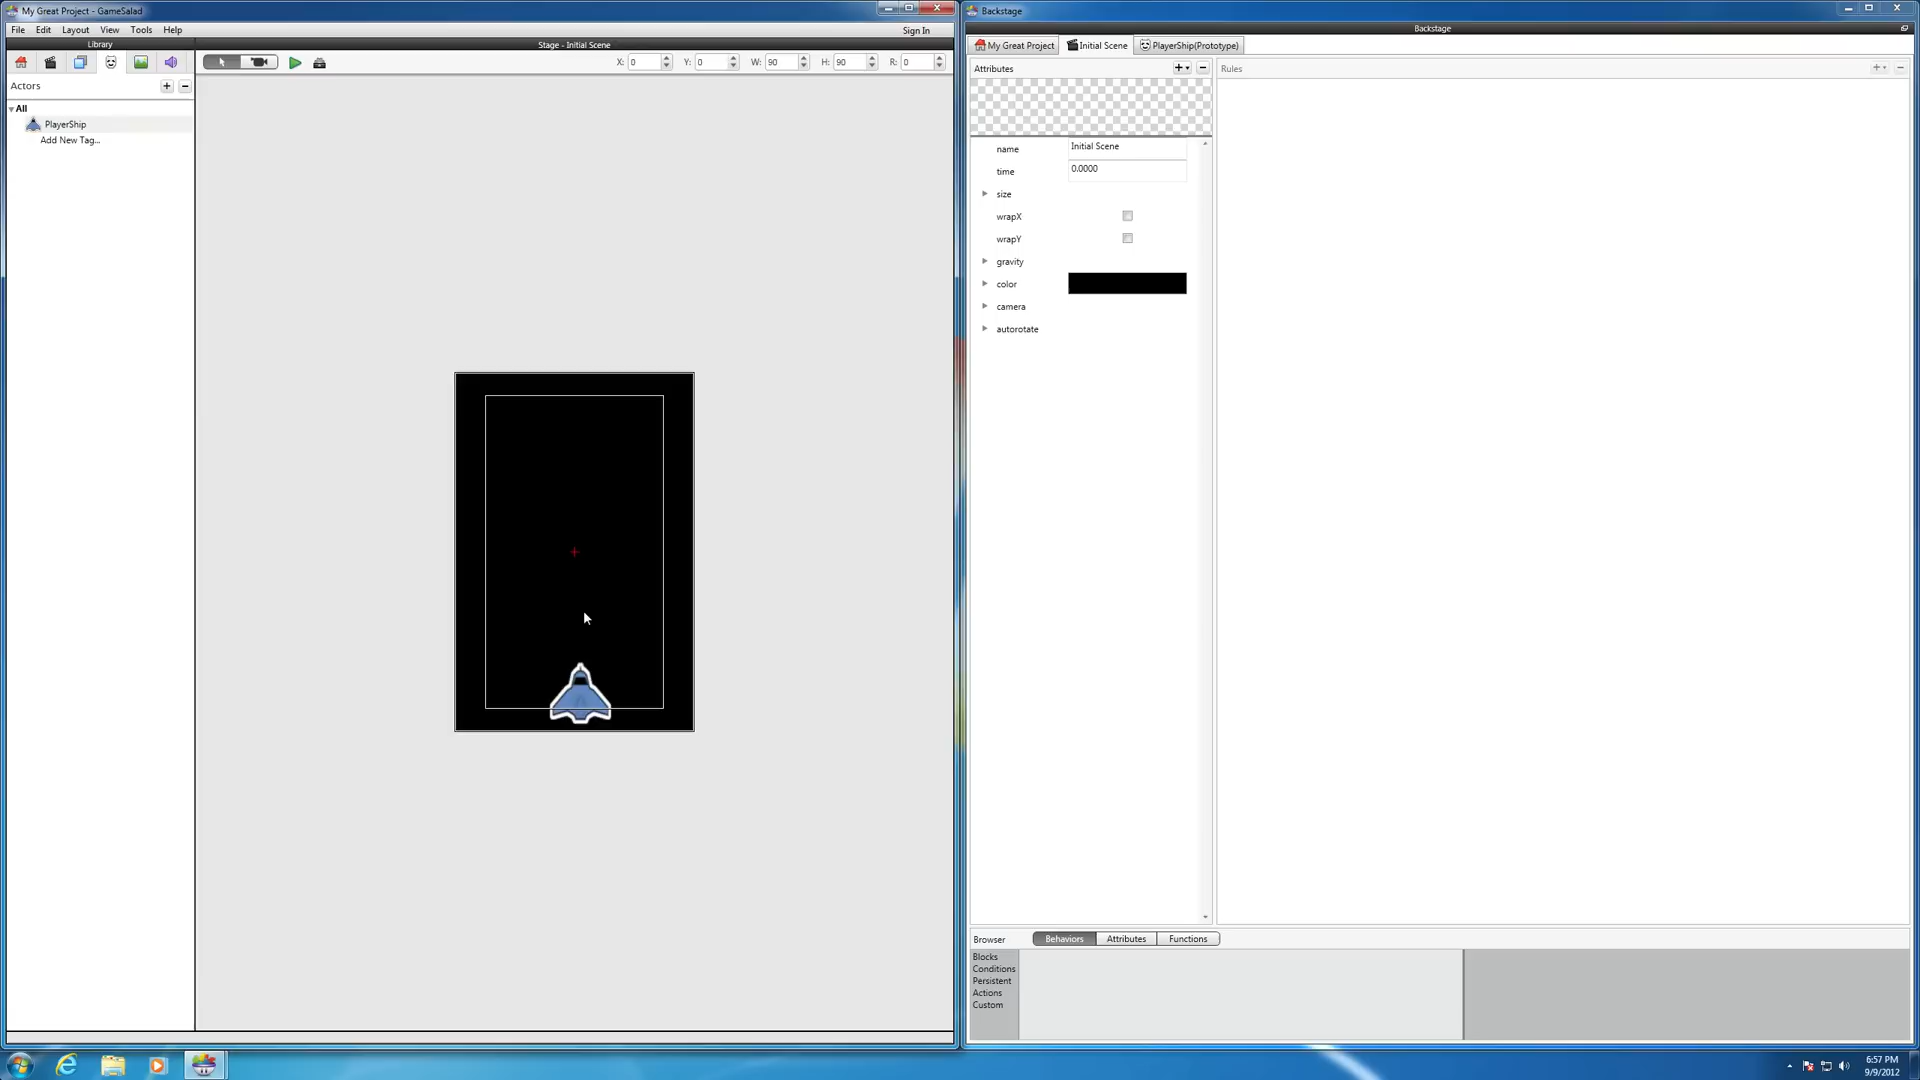 My Great Project - GameSalad
File Edit Layout View Tools Help
Sign In
Library
Stage - Initial Scene
X: 0 Y: 0 W: 90 H: 90 R: 0
Actors
All
PlayerShip
Add New Tag...
Backstage
Backstage
My Great Project Initial Scene PlayerShip(Prototype)
Attributes
Rules
name Initial Scene
time 0.0000
size
wrapX
wrapY
gravity
color
camera
autorotate
Browser Behaviors Attributes Functions
Blocks
Conditions
Persistent
Actions
Custom
6:57 PM
9/9/2012